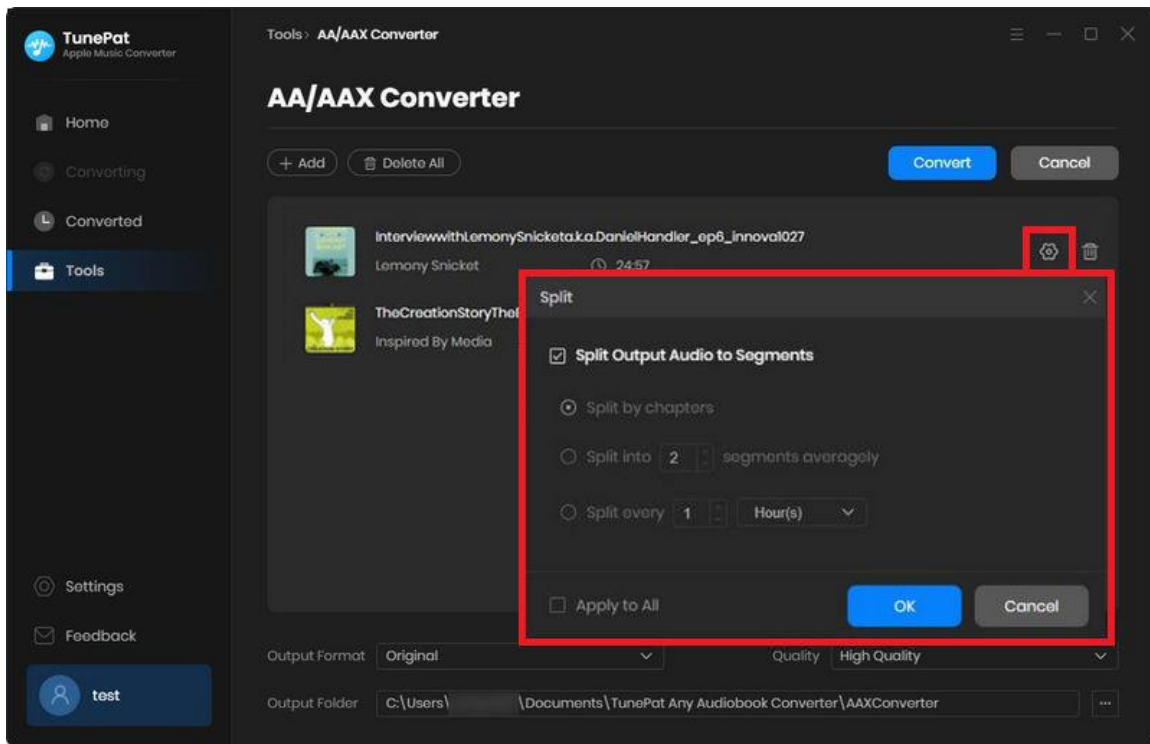 TunePat
Apple Music Converter
Tools› AA/AAX Converter
AA/AAX Converter
Home
Converting
Converted
Tools
+ Add
Delete All
Convert
Cancel
InterviewwithLemonySnicketa.k.a.DanielHandler_ep6_innova1027
Lemony Snicket
24:57
TheCreationStoryThe
Inspired By Media
Split
Split Output Audio to Segments
Split by chapters
Split into 2 segments averagely
Split every 1 Hour(s)
Apply to All
OK
Cancel
Settings
Feedback
test
Output Format Original
Quality High Quality
Output Folder C:\Users\ \Documents\TunePat Any Audiobook Converter\AAXConverter
...